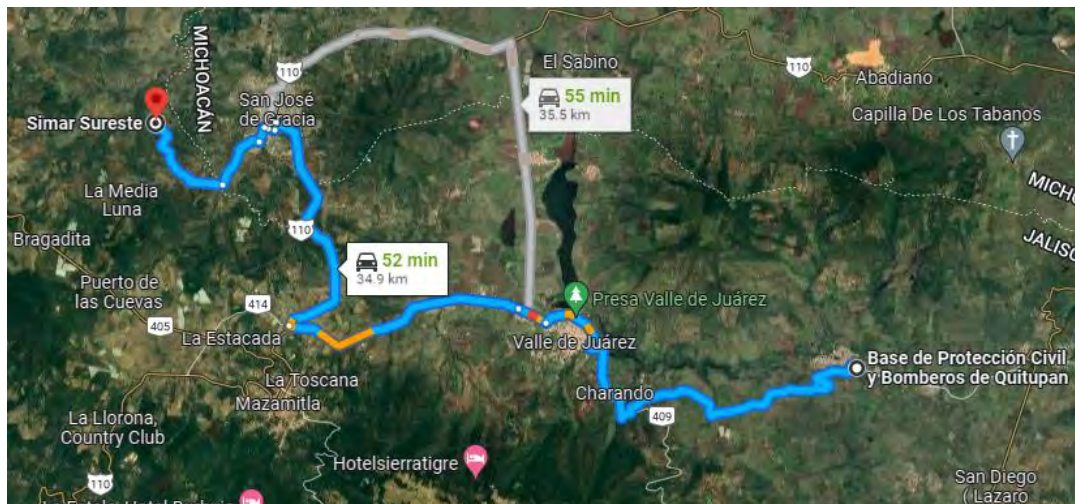 MICHOACÁN
110
El Sabino
110
Abadiano
55 min
35.5 km
Simar Sureste
San José
de Gracia
Capilla De Los Tabanos
La Media
Luna
110
Bragadita
52 min
34.9 km
JALISCO
Puerto de
las Cuevas
414
Presa Valle de Juárez
405
La Estacada
Valle de Juárez
Base de Protección Civil
y Bomberos de Quitupan
La Toscana
Mazamitla
Charando
409
La Llorona,
Country Club
Hotelsierratigre
110
San Diego
(Lazaro